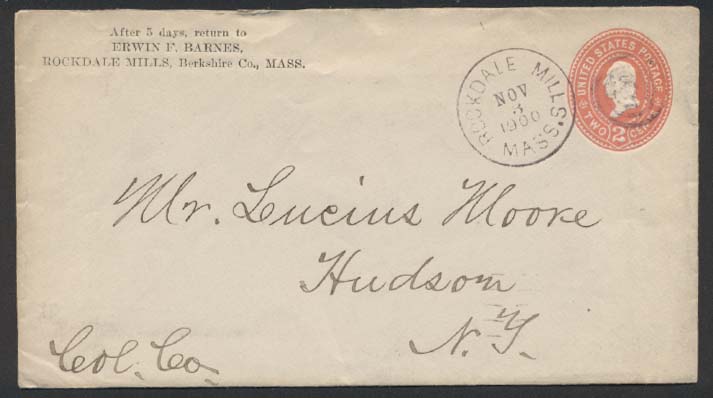 After 5 days, return to
ERWIN F. BARNES,
ROCKDALE MILLS, Berkshire Co., MASS.
ROCKDALE MILLS
NOV
3
1900
MASS.
UNITED STATES POSTAGE
TWO 2 CENTS
Mr. Lucius Moore
Hudson
N.Y.
Col. Co.